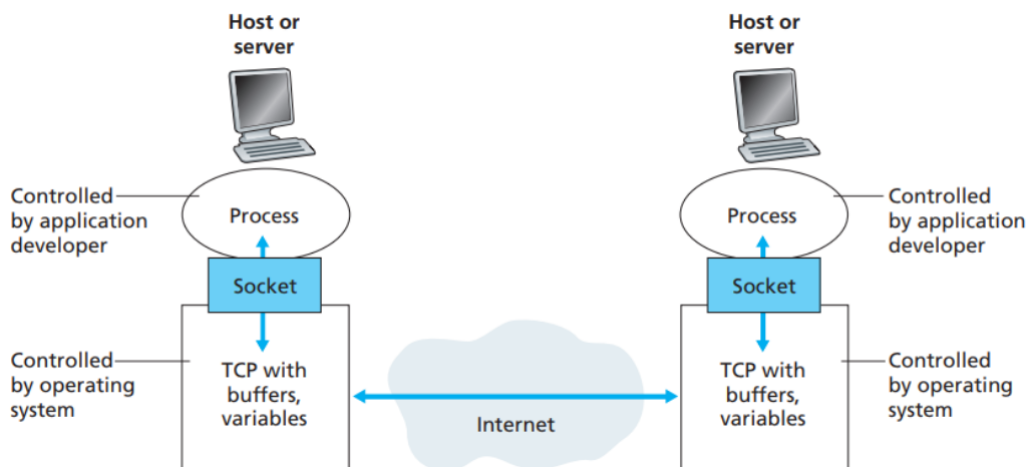 Host or
server
Host or
server
Controlled
by application
developer
Process
Process
Controlled
by application
developer
Socket
Socket
Controlled
by operating
system
TCP with
buffers,
variables
Internet
TCP with
buffers,
variables
Controlled
by operating
system